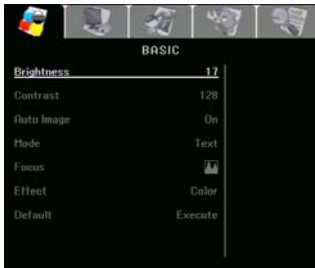 BASIC
Brightness 17
Contrast 128
Auto Image On
Mode Text
Focus
Effect Color
Default Execute